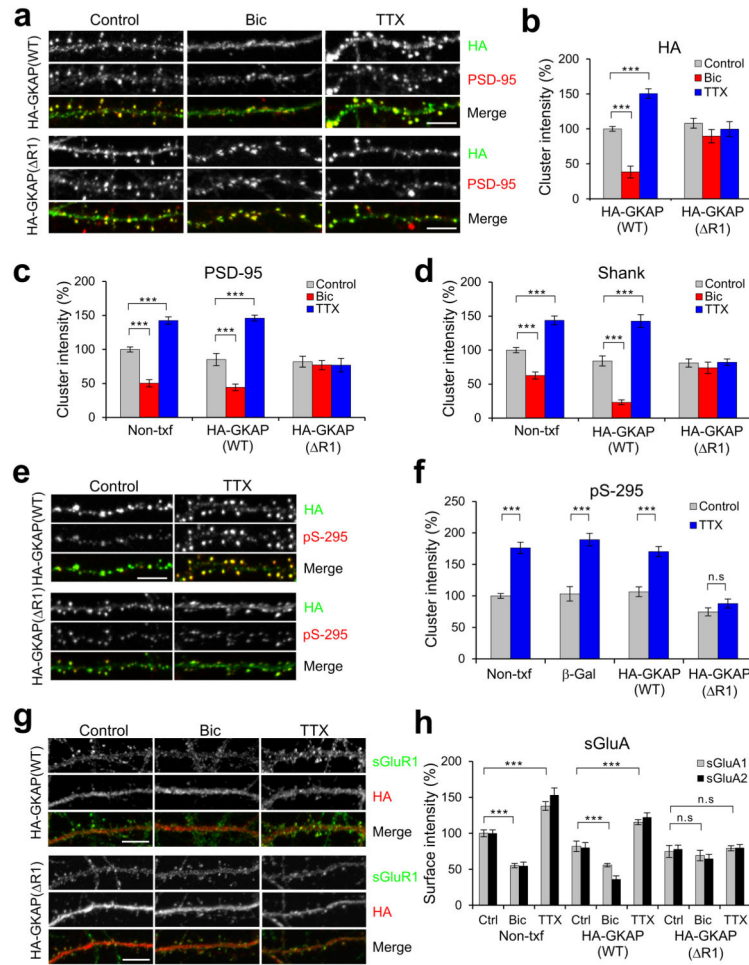 a
Control Bic TTX
HA-GKAP(WT)
HA
PSD-95
Merge
HA-GKAP(ΔR1)
HA
PSD-95
Merge
b
HA
Cluster intensity (%)
200
150
100
50
0
***
***
Control
Bic
TTX
HA-GKAP HA-GKAP
(WT) (ΔR1)
c
PSD-95
Cluster intensity (%)
200
150
100
50
0
***
***
***
***
Control
Bic
TTX
Non-txf HA-GKAP HA-GKAP
(WT) (ΔR1)
d
Shank
Cluster intensity (%)
200
150
100
50
0
***
***
***
***
Control
Bic
TTX
Non-txf HA-GKAP HA-GKAP
(WT) (ΔR1)
e
Control TTX
HA-GKAP(WT)
HA
pS-295
Merge
HA-GKAP(ΔR1)
HA
pS-295
Merge
f
pS-295
Cluster intensity (%)
250
200
150
100
50
0
*** *** *** n.s
Control
TTX
Non-txf β-Gal HA-GKAP HA-GKAP
(WT) (ΔR1)
g
Control Bic TTX
HA-GKAP(WT)
sGluR1
HA
Merge
HA-GKAP(ΔR1)
sGluR1
HA
Merge
h
sGluA
Surface intensity (%)
200
150
100
50
0
sGluA1
sGluA2
*** *** n.s
*** *** n.s
Ctrl Bic TTX Ctrl Bic TTX Ctrl Bic TTX
Non-txf HA-GKAP HA-GKAP
(WT) (ΔR1)